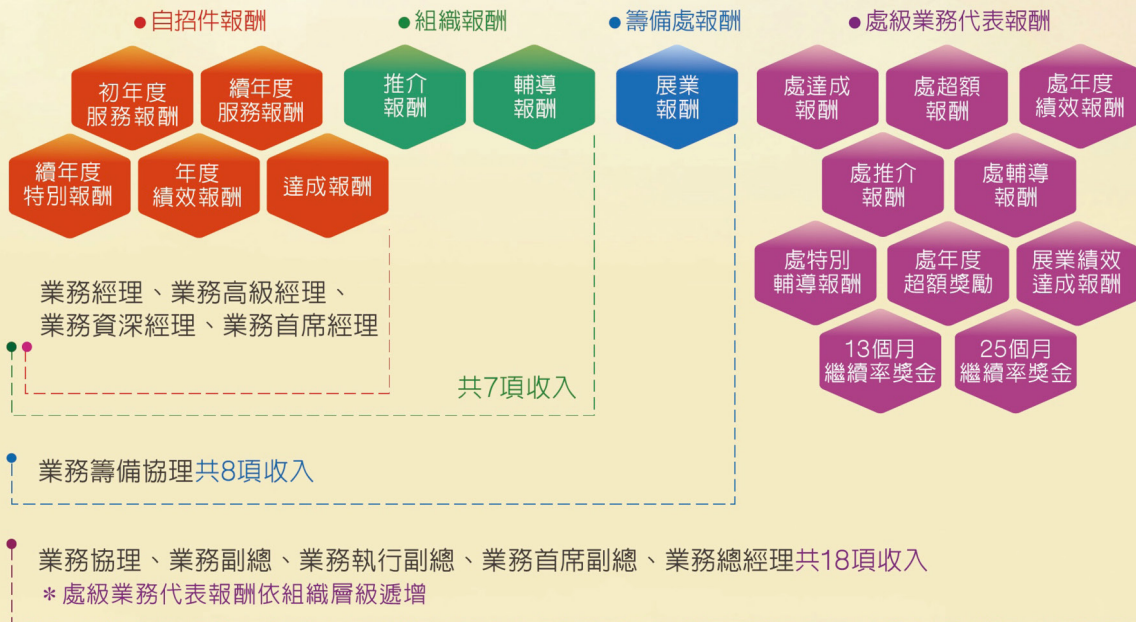 ●自招件報酬
●組織報酬
●籌備處報酬
●處級業務代表報酬
初年度
服務報酬
續年度
服務報酬
續年度
特別報酬
年度
績效報酬
達成報酬
推介
報酬
輔導
報酬
展業
報酬
處達成
報酬
處超額
報酬
處年度
績效報酬
處推介
報酬
處輔導
報酬
處特別
輔導報酬
處年度
超額獎勵
展業績效
達成報酬
13個月
繼續率獎金
25個月
繼續率獎金
業務經理、業務高級經理、
業務資深經理、業務首席經理
共7項收入
業務籌備協理共8項收入
業務協理、業務副總、業務執行副總、業務首席副總、業務總經理共18項收入
＊處級業務代表報酬依組織層級遞增